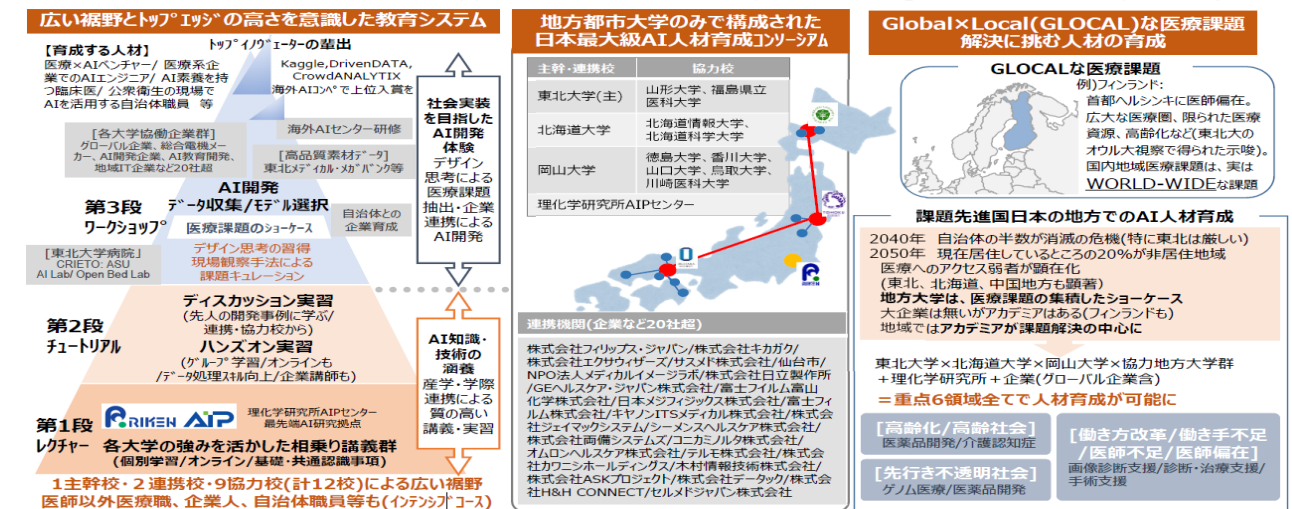 広い裾野とﾄｯﾌﾟｴｯｼﾞの高さを意識した教育システム
ﾄｯﾌﾟｲﾉｳﾞｪｰﾀｰの輩出
【育成する人材】
医療×AIベンチャー/ 医療系企
業でのAIエンジニア/ AI素養を持
つ臨床医/ 公衆衛生の現場で
AIを活用する自治体職員 等
Kaggle,DrivenDATA,
CrowdANALYTIX
海外AIｺﾝﾍﾟで上位入賞を
[各大学協働企業群]
グローバル企業、総合電機メー
カー、AI開発企業、AI教育開発、
地域IT企業など20社超
海外AIセンター研修
[高品質素材データ]
東北ﾒﾃﾞｨｶﾙ･ﾒｶﾞﾊﾞﾝｸ等
AI開発
ﾃﾞｰﾀ収集/ﾓﾃﾞﾙ選択
第3段
ワークショップ
医療課題のｼｮｰｹｰｽ
自治体との
企業育成
[東北大学病院]
CRIETO: ASU
AI Lab/ Open Bed Lab
デザイン思考の習得
現場観察手法による
課題キュレーション
社会実装
を目指した
AI開発
体験
デザイン
思考による
医療課題
抽出・企業
連携による
AI開発
第2段
チュートリアル
ディスカッション実習
(先人の開発事例に学ぶ/
連携・協力校から)
ハンズオン実習
(ｸﾞﾙｰﾌﾟ学習/オンラインも
/ﾃﾞｰﾀ処理ｽｷﾙ向上/企業講師も)
AI知識・
技術の
涵養
産学・学際
連携による
質の高い
講義・実習
第1段
レクチャー
RIKEN AIP
理化学研究所AIPセンター
最先端AI研究拠点
各大学の強みを活かした相乗り講義群
(個別学習/オンライン/基礎・共通認識事項)
1主幹校・2連携校・9協力校(計12校)による広い裾野
医師以外医療職、企業人、自治体職員等も(ｲﾝﾃﾝｼﾌﾞｺｰｽ)
地方都市大学のみで構成された
日本最大級AI人材育成ｺﾝｿｰｼｱﾑ
主幹・連携校 協力校
東北大学(主) 山形大学、福島県立
医科大学
北海道大学 北海道情報大学、
北海道科学大学
岡山大学 徳島大学、香川大学、
山口大学、鳥取大学、
川崎医科大学
理化学研究所AIPセンター
連携機関(企業など20社超)
株式会社フィリップス・ジャパン/株式会社キカガク/
株式会社エクサウィザーズ/サスメド株式会社/仙台市/
NPO法人メディカルイメージラボ/株式会社日立製作所
/GEヘルスケア・ジャパン株式会社/富士フイルム富山
化学株式会社/日本メジフィジックス株式会社/富士フイ
ルム株式会社/キヤノンITSメディカル株式会社/株式会
社ジェイマックシステム/シーメンスヘルスケア株式会社/
株式会社両備システムズ/コニカミノルタ株式会社/
オムロンヘルスケア株式会社/テルモ株式会社/株式会
社カワニシホールディングス/木村情報技術株式会社/
株式会社ASKプロジェクト/株式会社データック/株式会
社H&H CONNECT/セルメドジャパン株式会社
Global×Local(GLOCAL)な医療課題
解決に挑む人材の育成
GLOCALな医療課題
例)フィンランド:
首都ヘルシンキに医師偏在。
広大な医療圏、限られた医療
資源、高齢化など(東北大の
オウル大視察で得られた示唆)。
国内地域医療課題は、実は
WORLD-WIDEな課題
課題先進国日本の地方でのAI人材育成
2040年 自治体の半数が消滅の危機(特に東北は厳しい)
2050年 現在居住しているところの20%が非居住地域
医療へのアクセス弱者が顕在化
(東北、北海道、中国地方も顕著)
地方大学は、医療課題の集積したショーケース
大企業は無いがアカデミアはある(フィンランドも)
地域ではアカデミアが課題解決の中心に
東北大学×北海道大学×岡山大学×協力地方大学群
＋理化学研究所＋企業(グローバル企業含)
＝重点6領域全てで人材育成が可能に
[高齢化/高齢社会]
医薬品開発/介護認知症
[先行き不透明社会]
ゲノム医療/医薬品開発
[働き方改革/働き手不足
/医師不足/医師偏在]
画像診断支援/診断・治療支援/
手術支援